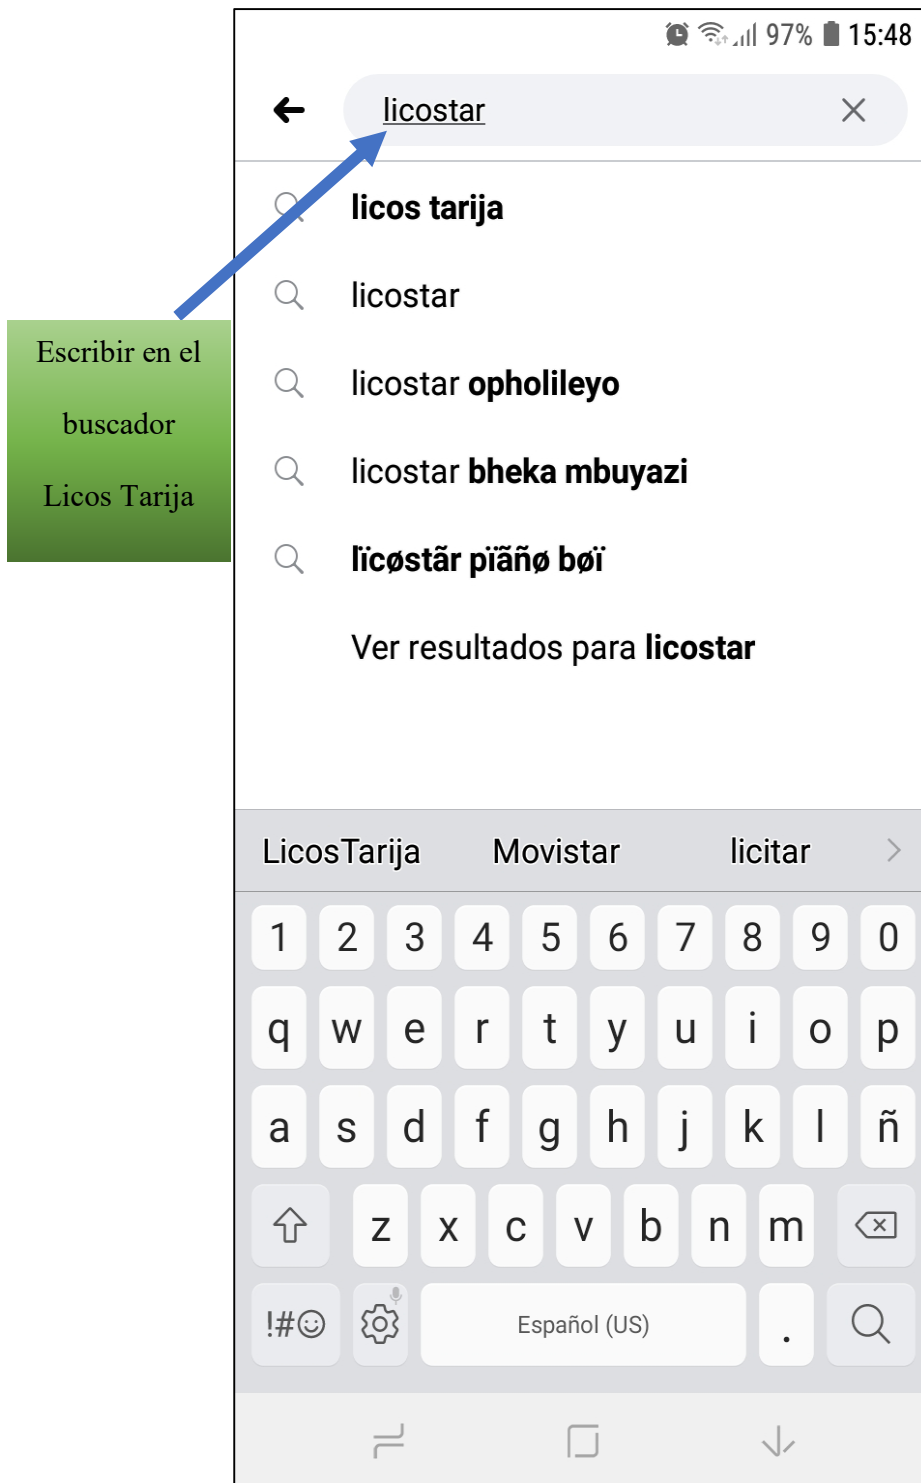 97% 15:48
licostar
licos tarija
licostar
licostar opholileyo
licostar bheka mbuyazi
lïcøstãr pïãñø bøï
Ver resultados para licostar
Escribir en el
buscador
Licos Tarija
LicosTarija Movistar licitar
1 2 3 4 5 6 7 8 9 0
q w e r t y u i o p
a s d f g h j k l ñ
z x c v b n m
!#☺ Español (US) .